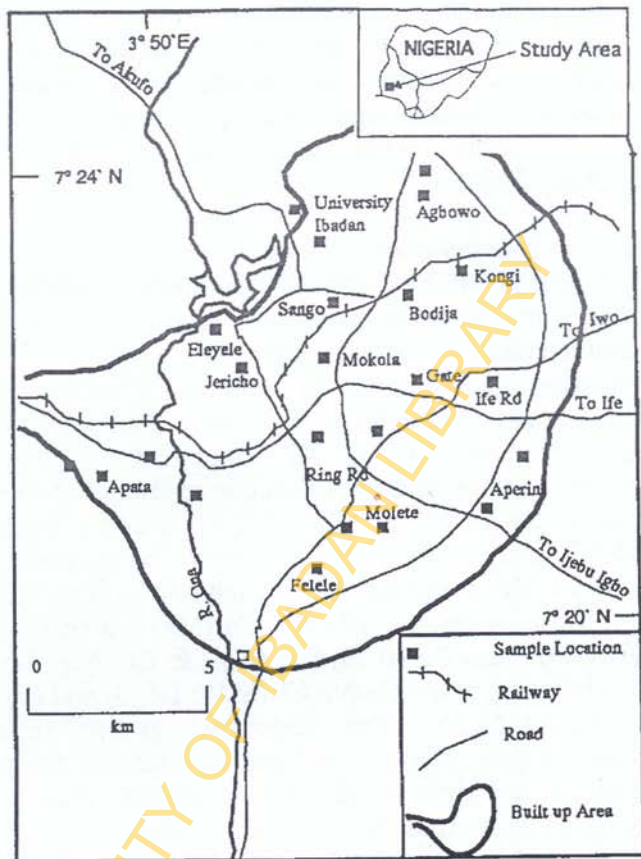 3° 50' E
NIGERIA
Study Area
To Akufo
7° 24' N
University
Ibadan
Agbowo
Kongi
Sango
Bodija
To Iwo
Eleyele
Mokola
Jericho
Gate
Ife Rd
To Ife
Ring Rd
Apata
Aperin
Molete
R. Ona
Felele
To Ijebu Igbo
7° 20' N
0
5
km
Sample Location
Railway
Road
Built up Area
UNIVERSITY OF IBADAN LIBRARY